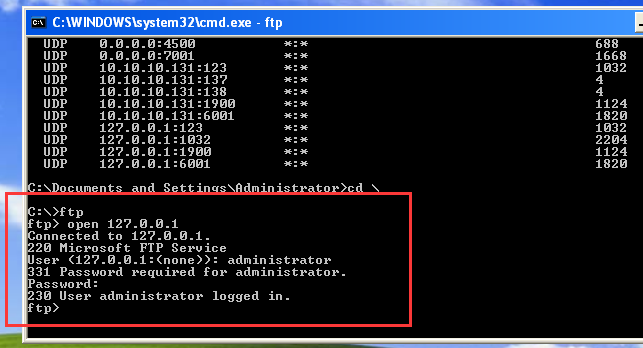 C:\WINDOWS\system32\cmd.exe - ftp
UDP 0.0.0.0:4500 *:* 688
UDP 0.0.0.0:7001 *:* 1668
UDP 10.10.10.131:123 *:* 1032
UDP 10.10.10.131:137 *:* 4
UDP 10.10.10.131:138 *:* 4
UDP 10.10.10.131:1900 *:* 1124
UDP 10.10.10.131:6001 *:* 1820
UDP 127.0.0.1:123 *:* 1032
UDP 127.0.0.1:1032 *:* 2204
UDP 127.0.0.1:1900 *:* 1124
UDP 127.0.0.1:6001 *:* 1820
C:\Documents and Settings\Administrator>cd \
C:\>ftp
ftp> open 127.0.0.1
Connected to 127.0.0.1.
220 Microsoft FTP Service
User (127.0.0.1:(none)): administrator
331 Password required for administrator.
Password:
230 User administrator logged in.
ftp>